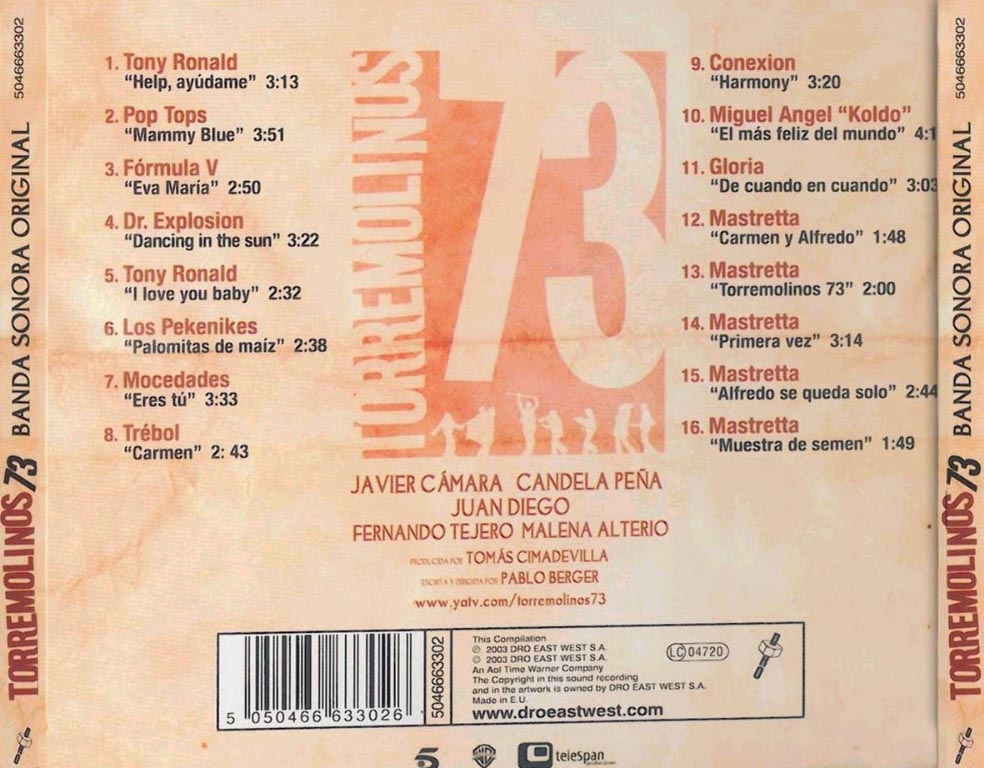 5046663302
BANDA SONORA ORIGINAL
TORREMOLINOS 73
1. Tony Ronald
“Help, ayúdame” 3:13
2. Pop Tops
“Mammy Blue” 3:51
3. Fórmula V
“Eva María” 2:50
4. Dr. Explosion
“Dancing in the sun” 3:22
5. Tony Ronald
“I love you baby” 2:32
6. Los Pekenikes
“Palomitas de maíz” 2:38
7. Mocedades
“Eres tú” 3:33
8. Trébol
“Carmen” 2: 43
TORREMOLINOS
73
9. Conexion
“Harmony” 3:20
10. Miguel Angel “Koldo”
“El más feliz del mundo”
11. Gloria
“De cuando en cuando” 3:03
12. Mastretta
“Carmen y Alfredo” 1:48
13. Mastretta
“Torremolinos 73” 2:00
14. Mastretta
“Primera vez” 3:14
15. Mastretta
“Alfredo se queda solo” 2:44
16. Mastretta
“Muestra de semen” 1:49
JAVIER CÁMARA CANDELA PEÑA
JUAN DIEGO
FERNANDO TEJERO MALENA ALTERIO
PRODUCIDA POR TOMÁS CIMADEVILLA
ESCRITA Y DIRIGIDA POR PABLO BERGER
www.yatv.com/torremolinos73
5 050466 633026
5046663302
This Compilation
℗ 2003 DRO EAST WEST S.A.
© 2003 DRO EAST WEST S.A.
An Aol Time Warner Company
The Copyright in this sound recording
and in the artwork is owned by DRO EAST WEST S.A.
Made in E.U.
www.droeastwest.com
LC 04720
5
telespan
5046663302
BANDA SONORA ORIGINAL
TORREMOLINOS 73